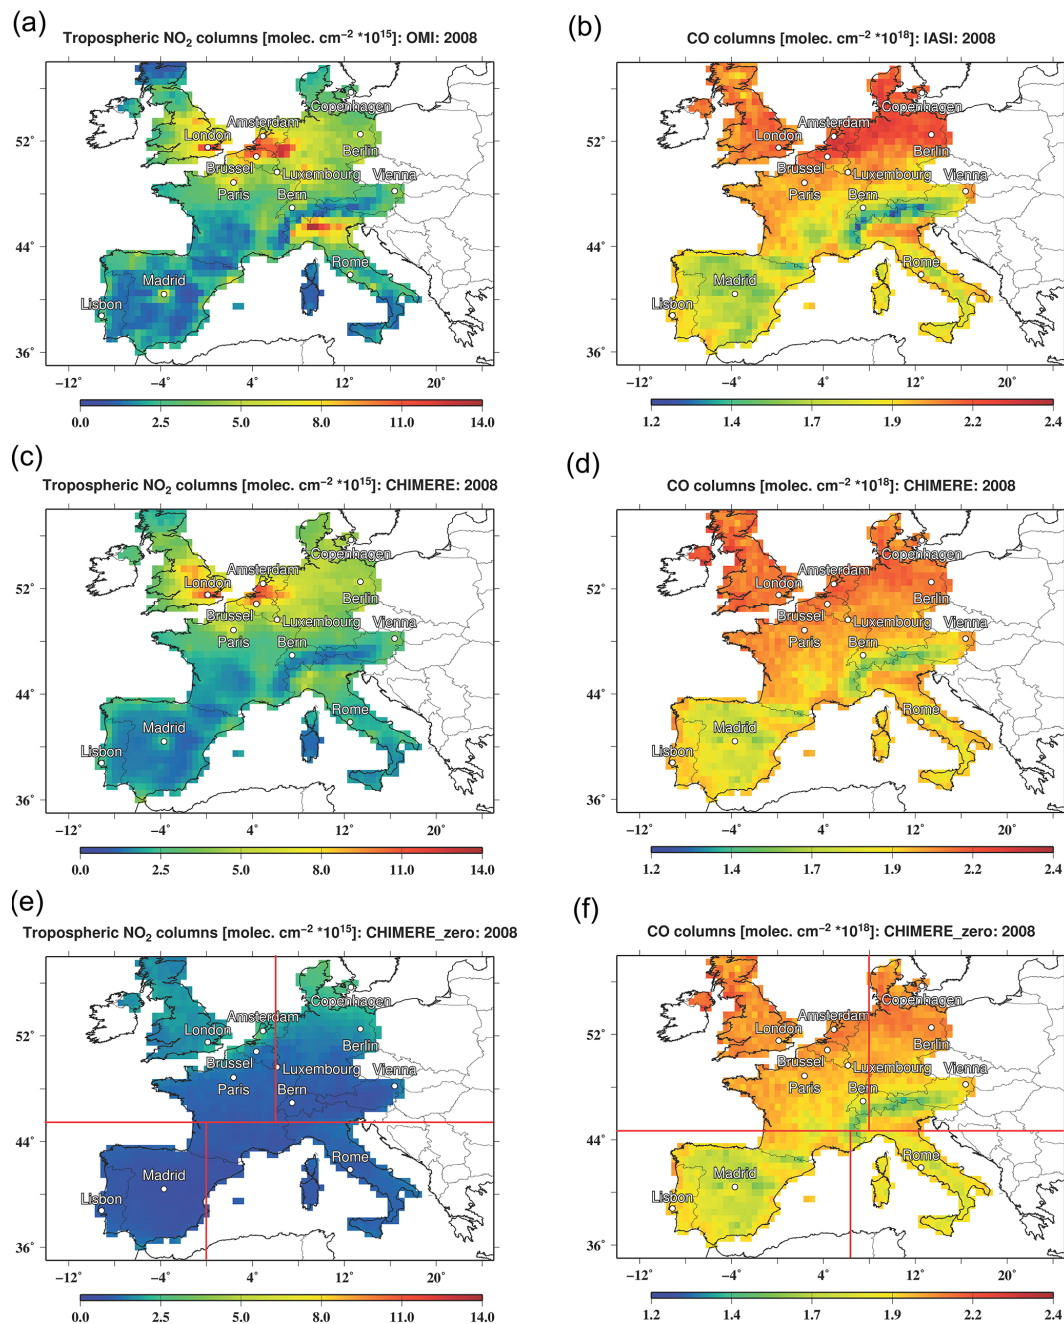 (a)
Tropospheric NO2 columns [molec. cm−2 *10^15]: OMI: 2008
Copenhagen
Amsterdam
London
52°
Berlin
Brussel
Luxembourg
Vienna
Paris
Bern
44°
Rome
Madrid
Lisbon
36°
−12° −4° 4° 12° 20°
0.0 2.5 5.0 8.0 11.0 14.0
(b)
CO columns [molec. cm−2 *10^18]: IASI: 2008
Copenhagen
Amsterdam
London
52°
Berlin
Brussel
Luxembourg
Vienna
Paris
Bern
44°
Rome
Madrid
Lisbon
36°
−12° −4° 4° 12° 20°
1.2 1.4 1.7 1.9 2.2 2.4
(c)
Tropospheric NO2 columns [molec. cm−2 *10^15]: CHIMERE: 2008
Copenhagen
Amsterdam
London
52°
Berlin
Brussel
Luxembourg
Vienna
Paris
Bern
44°
Rome
Madrid
Lisbon
36°
−12° −4° 4° 12° 20°
0.0 2.5 5.0 8.0 11.0 14.0
(d)
CO columns [molec. cm−2 *10^18]: CHIMERE: 2008
Copenhagen
Amsterdam
London
52°
Berlin
Brussel
Luxembourg
Vienna
Paris
Bern
44°
Rome
Madrid
Lisbon
36°
−12° −4° 4° 12° 20°
1.2 1.4 1.7 1.9 2.2 2.4
(e)
Tropospheric NO2 columns [molec. cm−2 *10^15]: CHIMERE_zero: 2008
Copenhagen
Amsterdam
London
52°
Berlin
Brussel
Luxembourg
Vienna
Paris
Bern
44°
Rome
Madrid
Lisbon
36°
−12° −4° 4° 12° 20°
0.0 2.5 5.0 8.0 11.0 14.0
(f)
CO columns [molec. cm−2 *10^18]: CHIMERE_zero: 2008
Copenhagen
Amsterdam
London
52°
Berlin
Brussel
Luxembourg
Vienna
Paris
Bern
44°
Rome
Madrid
Lisbon
36°
−12° −4° 4° 12° 20°
1.2 1.4 1.7 1.9 2.2 2.4